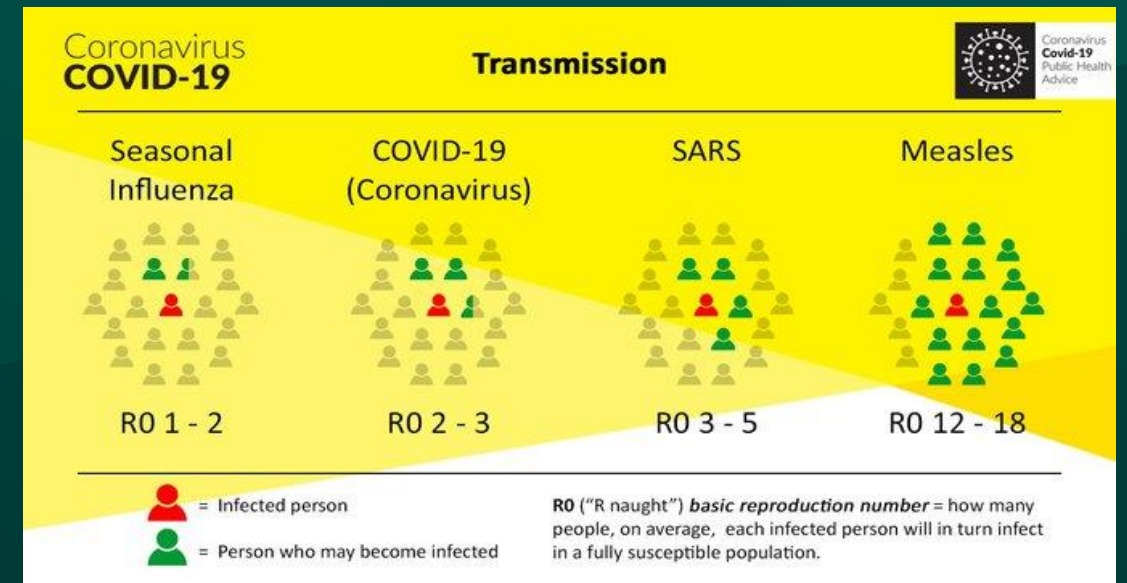 Coronavirus
COVID-19
Transmission
Coronavirus
Covid-19
Public Health
Advice
Seasonal
Influenza
COVID-19
(Coronavirus)
SARS
Measles
R0 1 - 2
R0 2 - 3
R0 3 - 5
R0 12 - 18
= Infected person
= Person who may become infected
R0 ("R naught") basic reproduction number = how many
people, on average, each infected person will in turn infect
in a fully susceptible population.